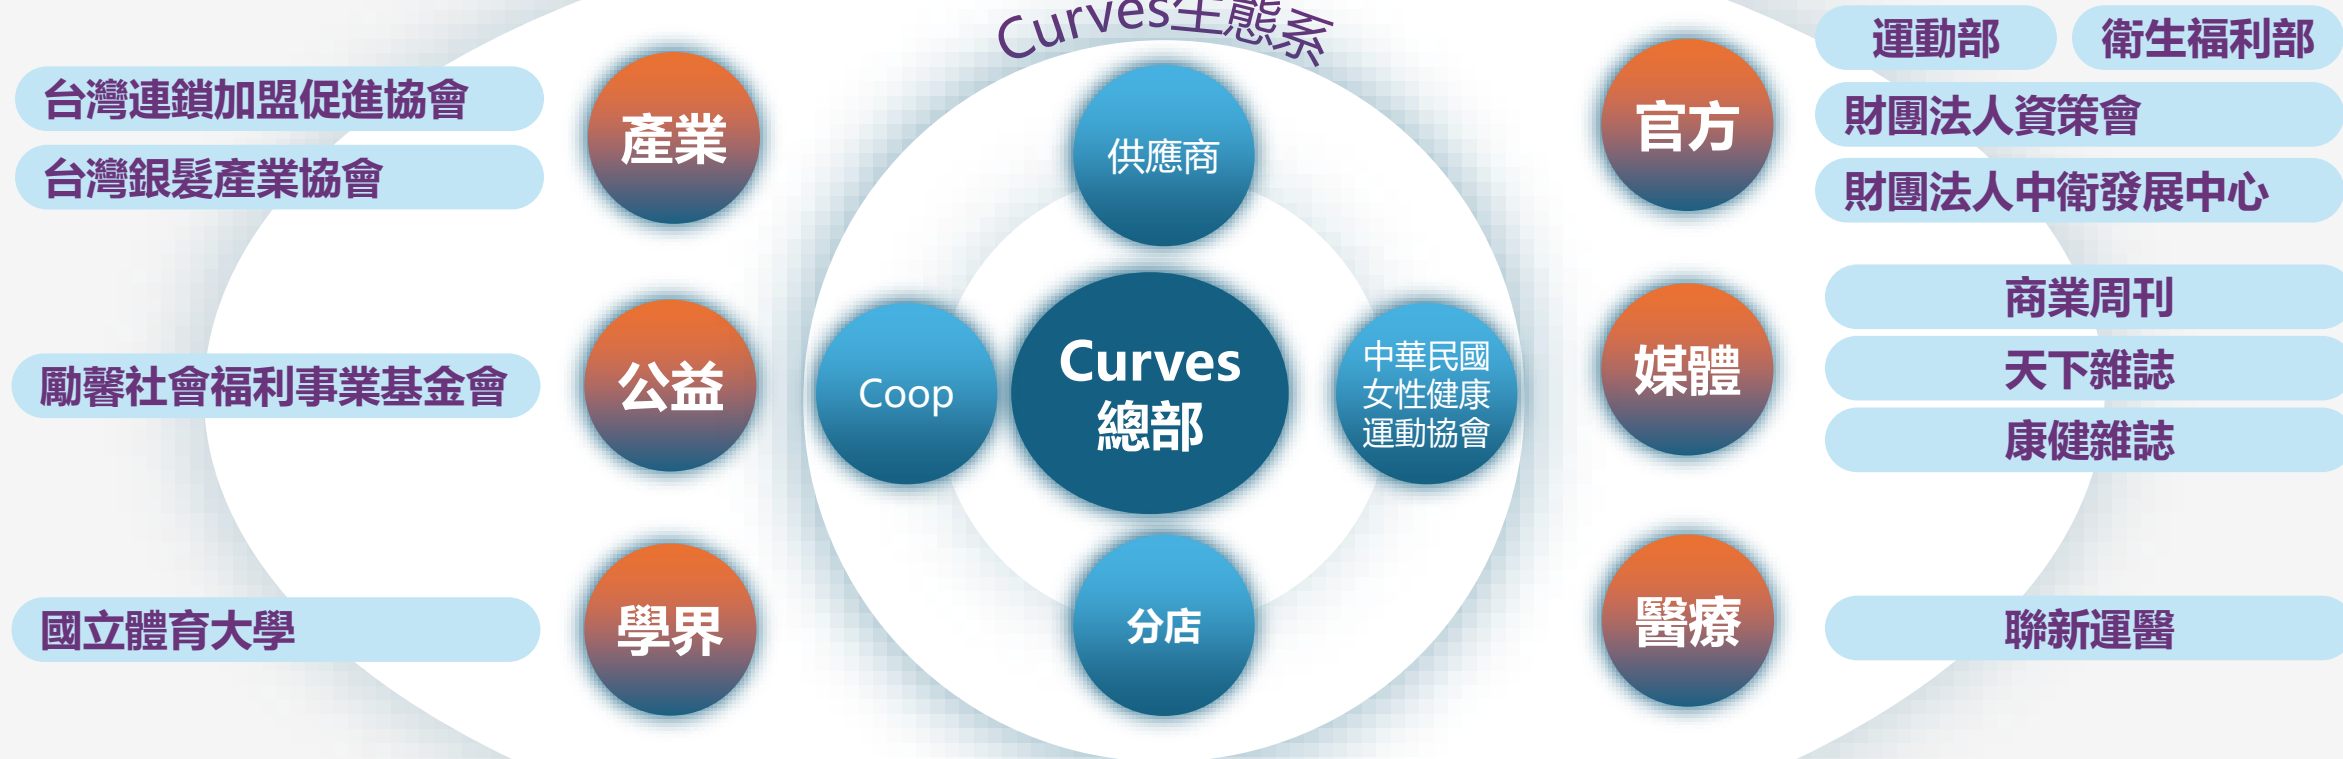 Curves生態系
台灣連鎖加盟促進協會
台灣銀髮產業協會
產業
勵馨社會福利事業基金會
公益
國立體育大學
學界
供應商
Coop
Curves
總部
中華民國
女性健康
運動協會
分店
官方
運動部
衛生福利部
財團法人資策會
財團法人中衛發展中心
媒體
商業周刊
天下雜誌
康健雜誌
醫療
聯新運醫